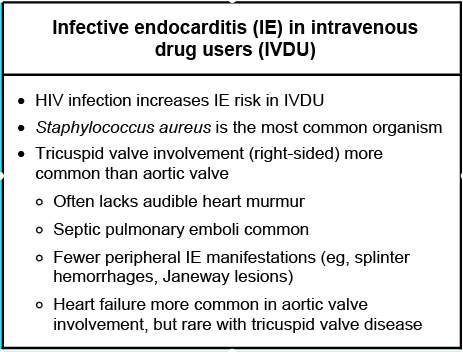 Infective endocarditis (IE) in intravenous
drug users (IVDU)
• HIV infection increases IE risk in IVDU
• Staphylococcus aureus is the most common organism
• Tricuspid valve involvement (right-sided) more
common than aortic valve
o Often lacks audible heart murmur
o Septic pulmonary emboli common
o Fewer peripheral IE manifestations (eg, splinter
hemorrhages, Janeway lesions)
o Heart failure more common in aortic valve
involvement, but rare with tricuspid valve disease